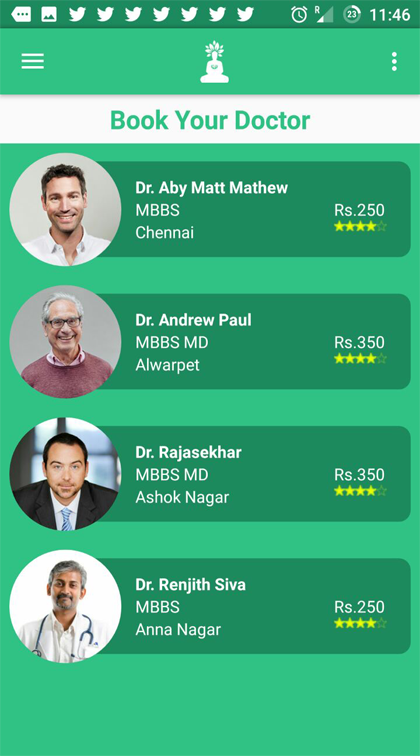 R 23 11:46
Book Your Doctor
Dr. Aby Matt Mathew
MBBS
Rs.250
Chennai
Dr. Andrew Paul
MBBS MD
Rs.350
Alwarpet
Dr. Rajasekhar
MBBS MD
Rs.350
Ashok Nagar
Dr. Renjith Siva
MBBS
Rs.250
Anna Nagar